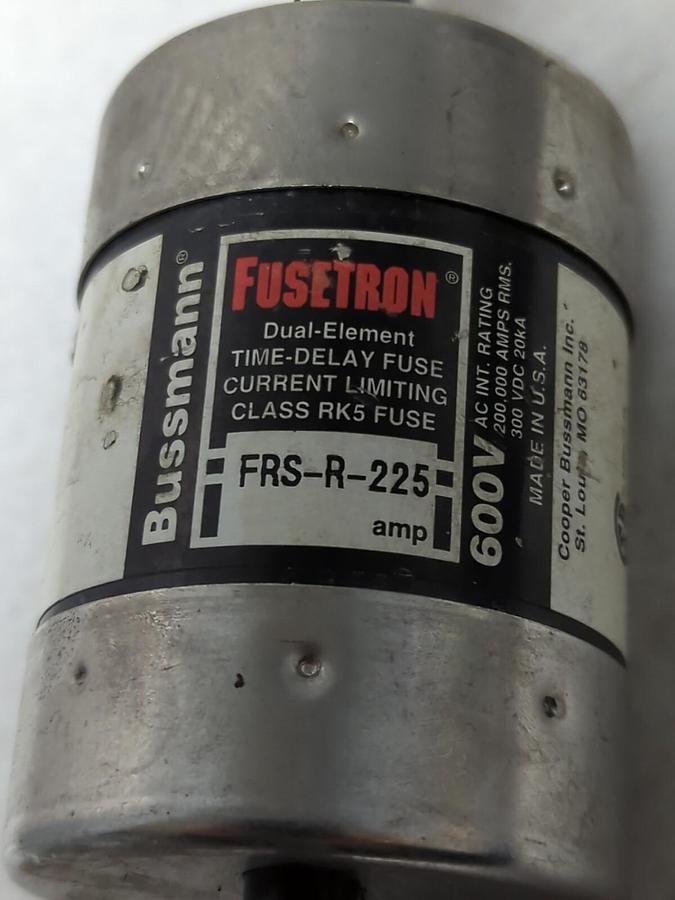 Bussmann®
FUSETRON®
Dual-Element
TIME-DELAY FUSE
CURRENT LIMITING
CLASS RK5 FUSE
FRS-R-225
amp
600V
AC INT. RATING
200,000 AMPS RMS.
300 VDC 20kA
MADE IN U.S.A.
Cooper Bussmann Inc.
St. Louis MO 63178